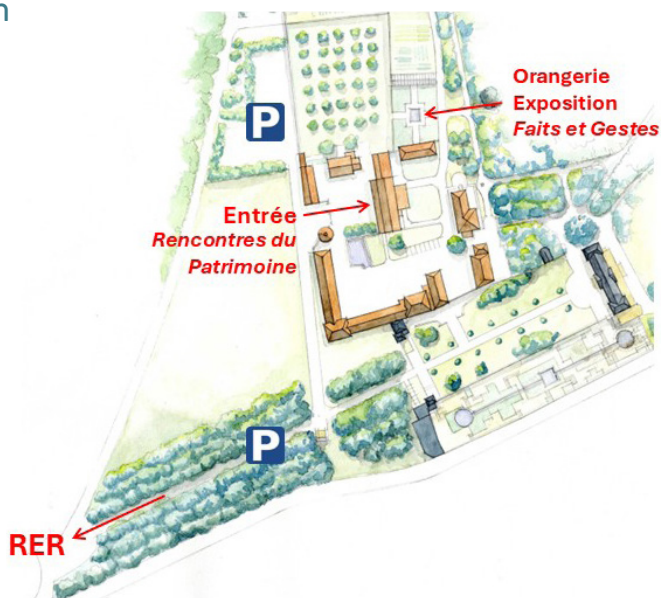 n
P
Orangerie
Exposition
Faits et Gestes
Entrée
Rencontres du
Patrimoine
P
RER